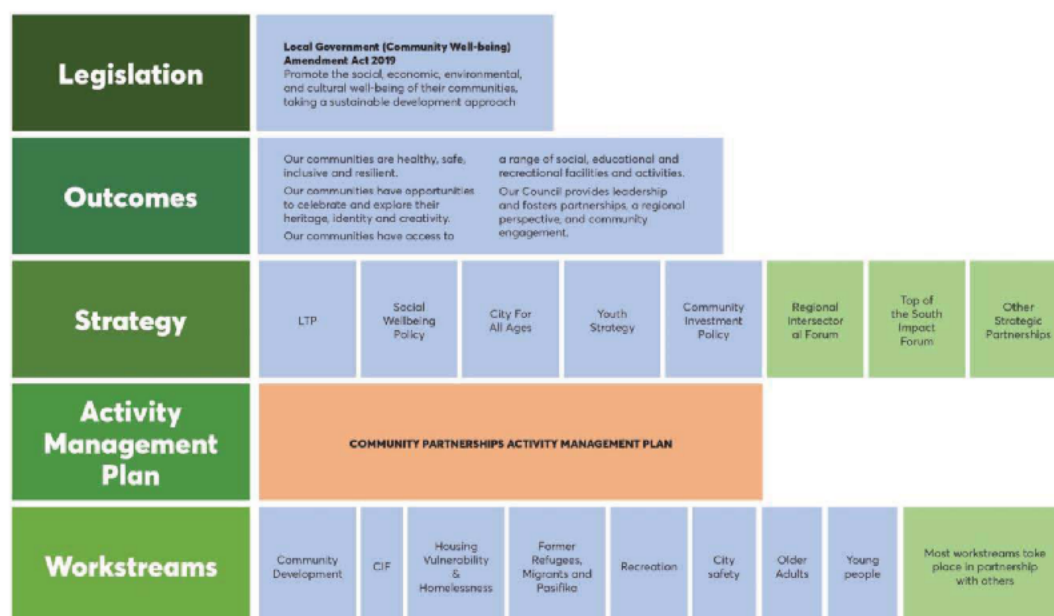 Legislation
Local Government (Community Well-being)
Amendment Act 2019
Promote the social, economic, environmental,
and cultural well-being of their communities,
taking a sustainable development approach
Outcomes
Our communities are healthy, safe,
inclusive and resilient.
Our communities have opportunities
to celebrate and explore their
heritage, identity and creativity.
Our communities have access to
a range of social, educational and
recreational facilities and activities.
Our Council provides leadership
and fosters partnerships, a regional
perspective, and community
engagement.
Strategy
LTP
Social
Wellbeing
Policy
City For
All Ages
Youth
Strategy
Community
Investment
Policy
Regional
Intersector
al Forum
Top of
the South
Impact
Forum
Other
Strategic
Partnerships
Activity
Management
Plan
COMMUNITY PARTNERSHIPS ACTIVITY MANAGEMENT PLAN
Workstreams
Community
Development
CIF
Housing
Vulnerability
&
Homelessness
Former
Refugees,
Migrants and
Pasifika
Recreation
City
safety
Older
Adults
Young
people
Most workstreams take
place in partnership
with others